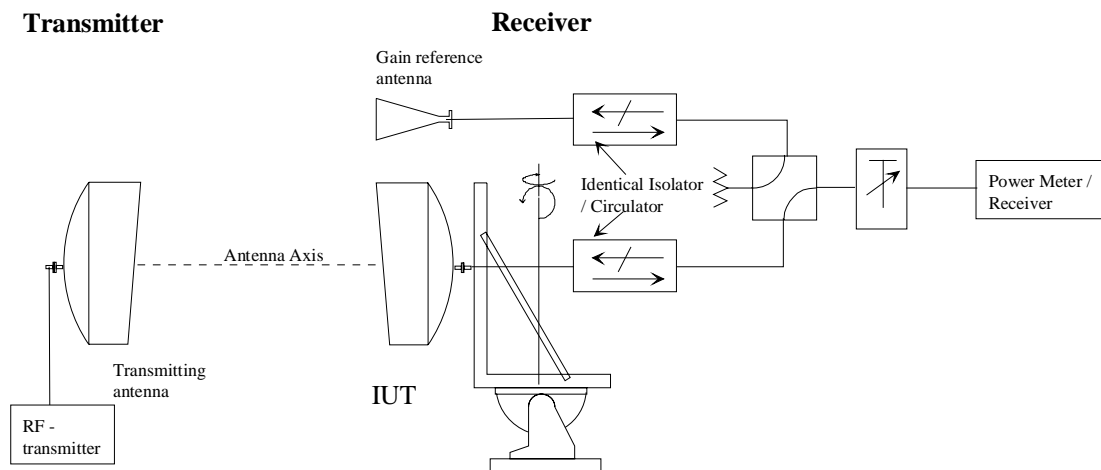 Transmitter
Receiver
Gain reference
antenna
Identical Isolator
/ Circulator
Power Meter /
Receiver
Antenna Axis
Transmitting
antenna
IUT
RF -
transmitter